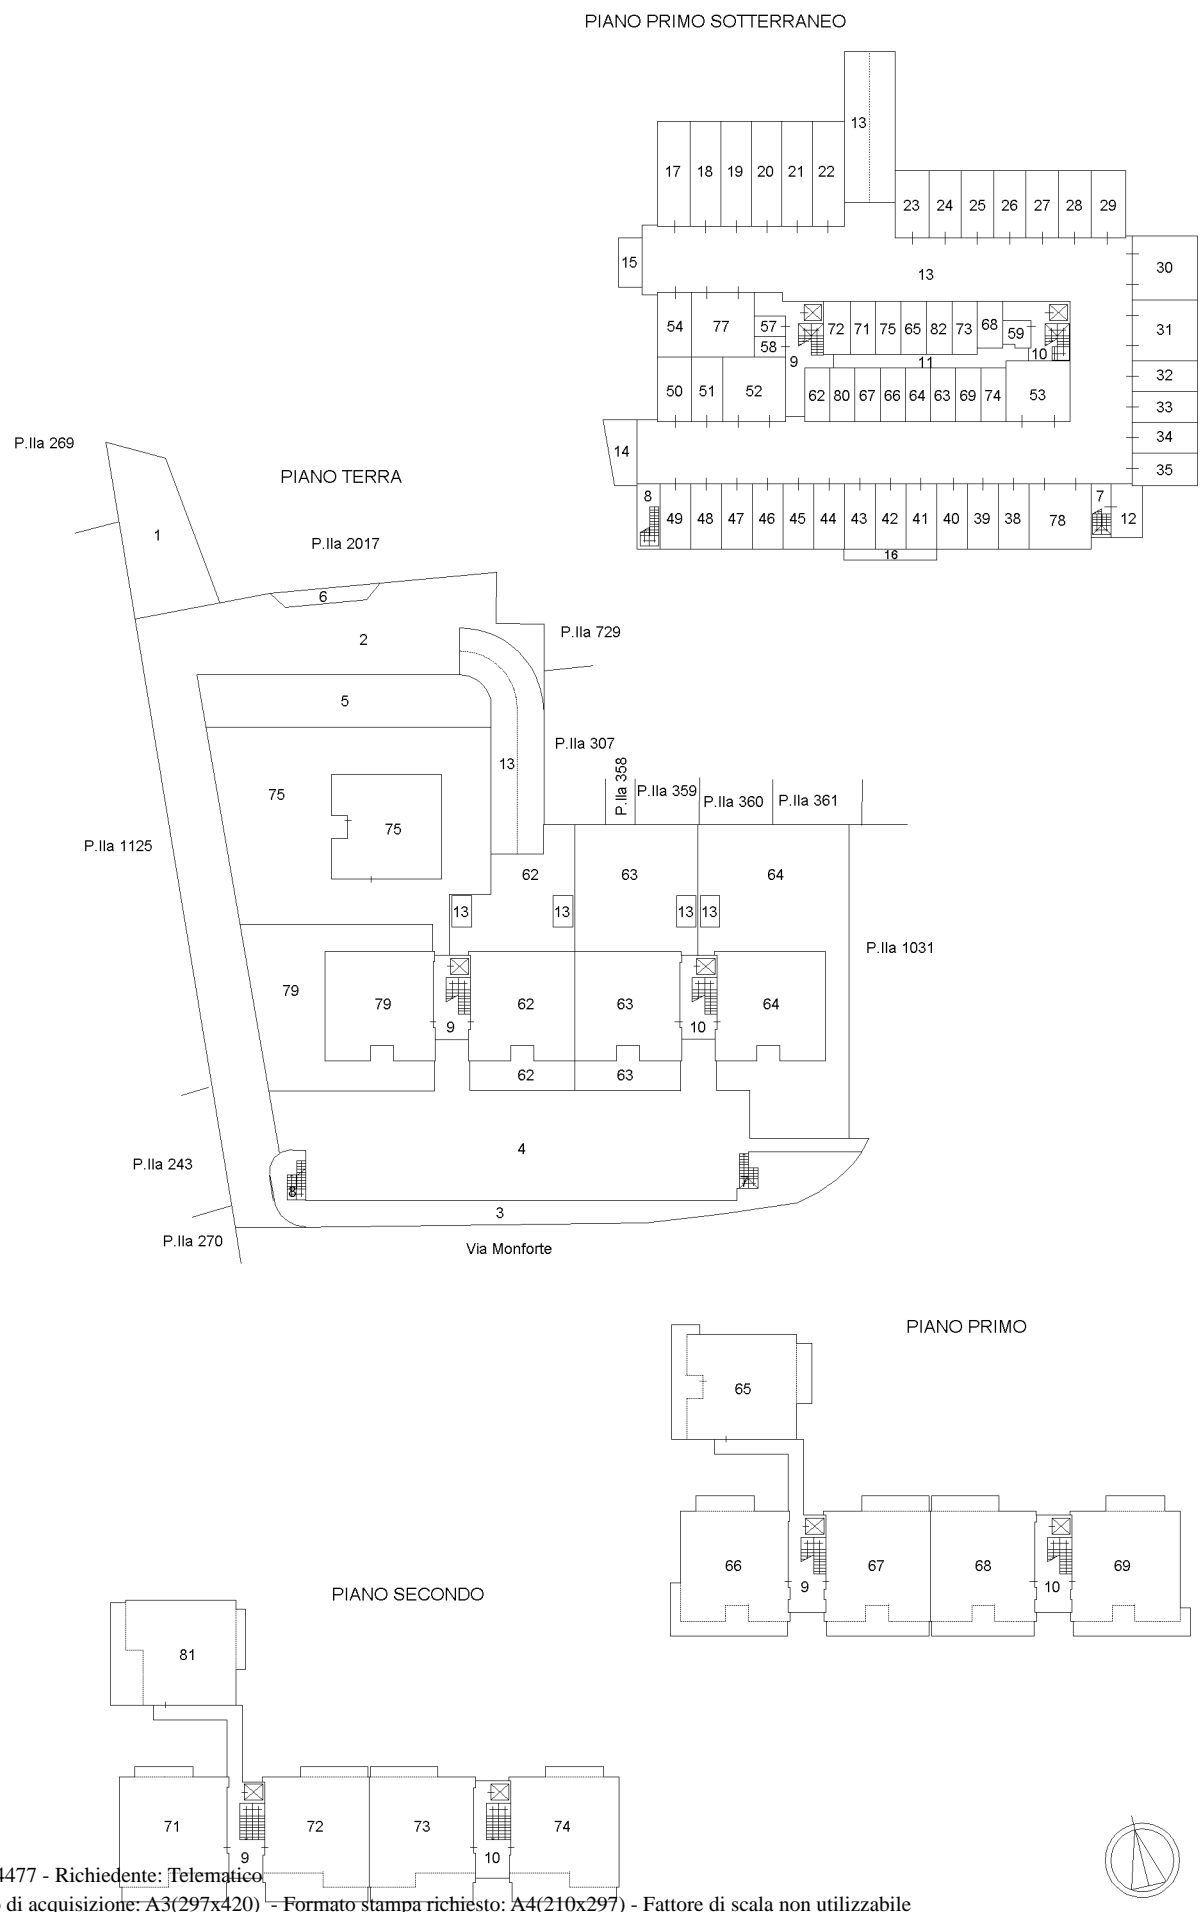 PIANO PRIMO SOTTERRANEO
13
17 18 19 20 21 22
23 24 25 26 27 28 29
15
13
30
54 77 57
58
9
72 71 75 65 82 73 68 59
10
31
11
50 51 52
62 80 67 66 64 63 69 74 53
32
33
34
35
14
8
49 48 47 46 45 44 43 42 41 40 39 38 78
7
12
16
P.lla 269
PIANO TERRA
1
P.lla 2017
6
2
P.lla 729
5
13
P.lla 307
P.lla 358
P.lla 359
P.lla 360
P.lla 361
75
75
P.lla 1125
62 63 64
13 13 13 13
P.lla 1031
79
79 62 63 64
9 10
62 63
4
P.lla 243
8
7
3
P.lla 270
Via Monforte
PIANO PRIMO
65
66 67 68 69
9 10
PIANO SECONDO
81
71 72 73 74
9 10
4477 - Richiedente: Telematico
o di acquisizione: A3(297x420) - Formato stampa richiesto: A4(210x297) - Fattore di scala non utilizzabile